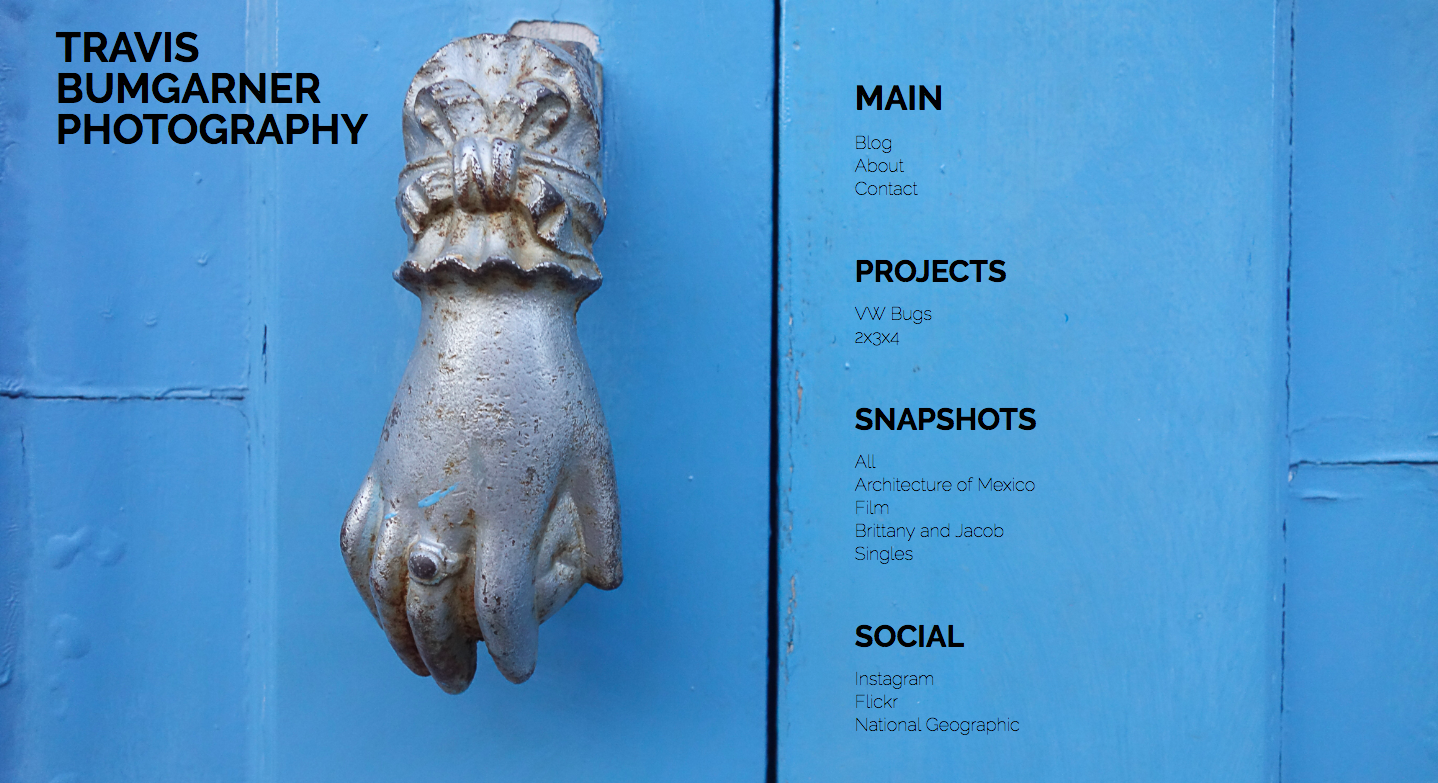 TRAVIS
BUMGARNER
PHOTOGRAPHY
MAIN
Blog
About
Contact
PROJECTS
VW Bugs
2x3x4
SNAPSHOTS
All
Architecture of Mexico
Film
Brittany and Jacob
Singles
SOCIAL
Instagram
Flickr
National Geographic